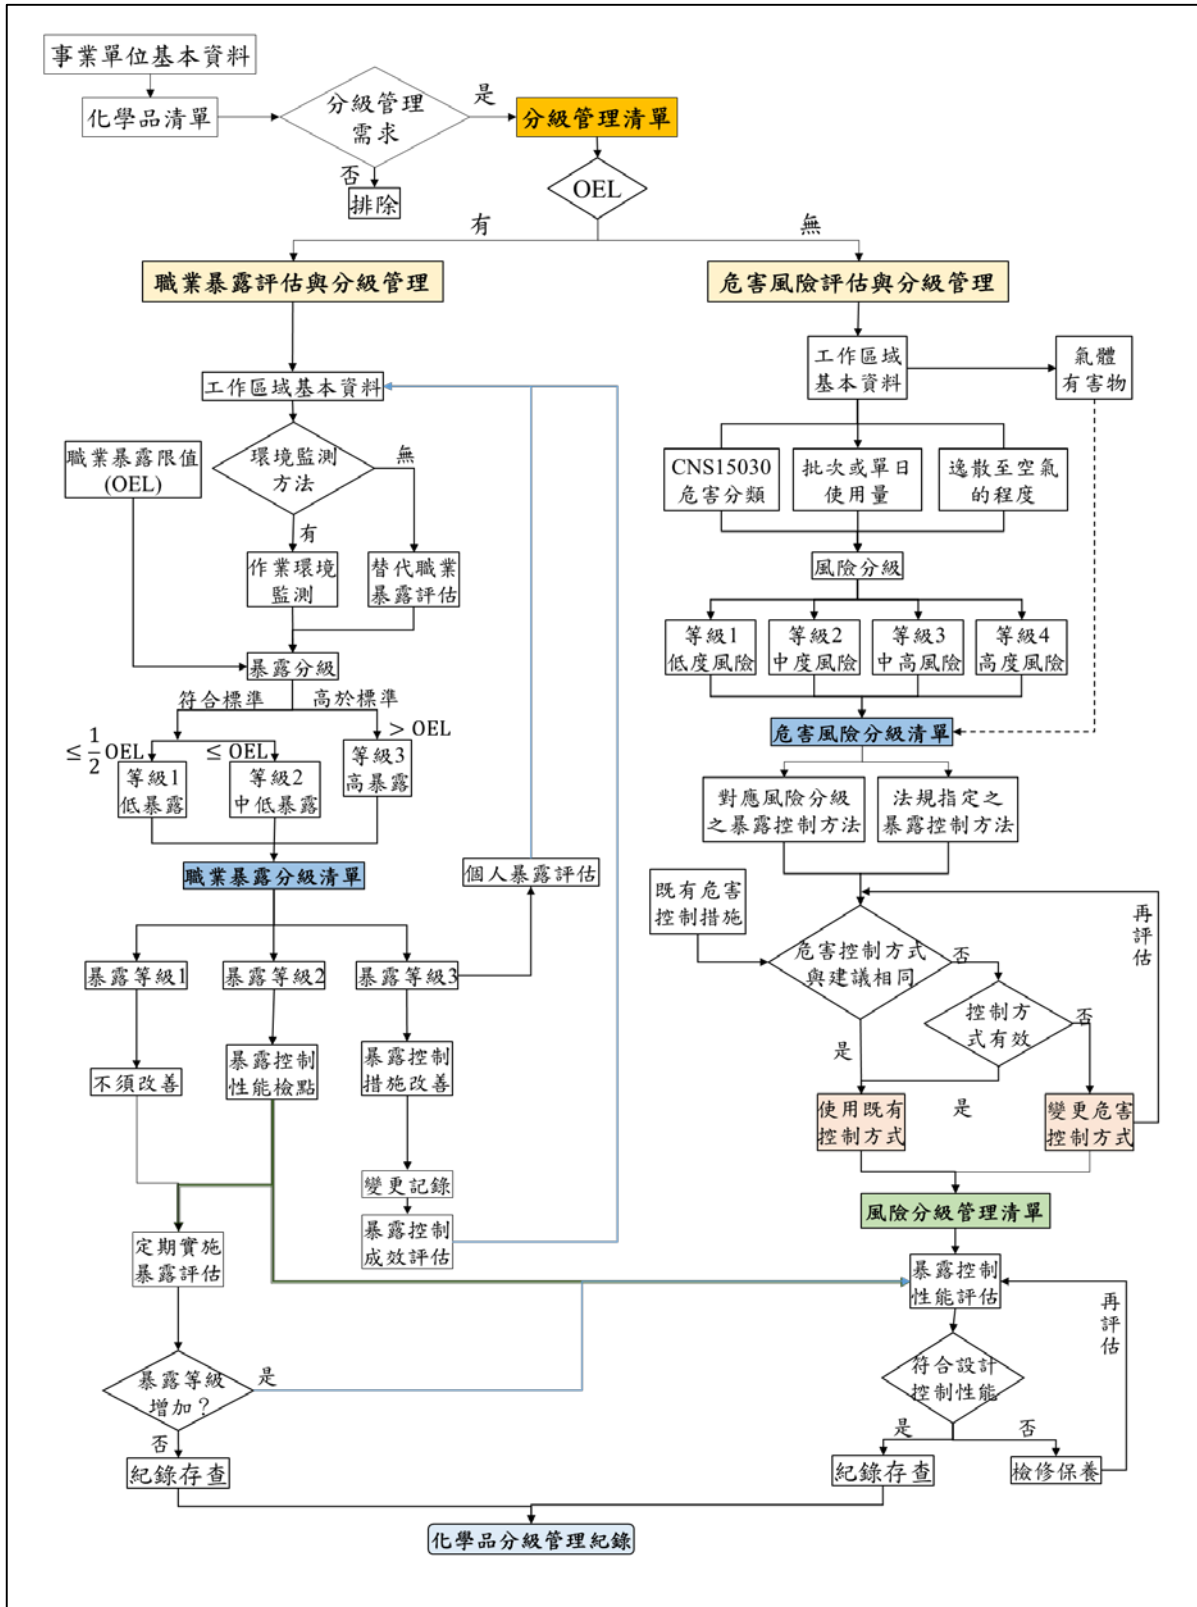 事業單位基本資料
化學品清單
分級管理
需求
是
分級管理清單
否
排除
OEL
有
無
職業暴露評估與分級管理
危害風險評估與分級管理
工作區域基本資料
工作區域
基本資料
氣體
有害物
職業暴露限值
(OEL)
環境監測
方法
無
有
作業環境
監測
替代職業
暴露評估
CNS15030
危害分類
批次或單日
使用量
逸散至空氣
的程度
風險分級
暴露分級
符合標準
高於標準
等級1
低度風險
等級2
中度風險
等級3
中高風險
等級4
高度風險
≤ 1/2 OEL
≤ OEL
> OEL
等級1
低暴露
等級2
中低暴露
等級3
高暴露
危害風險分級清單
職業暴露分級清單
個人暴露評估
對應風險分級
之暴露控制方法
法規指定之
暴露控制方法
既有危害
控制措施
再評估
暴露等級1
暴露等級2
暴露等級3
危害控制方式
與建議相同
否
控制方
式有效
否
是
是
不須改善
暴露控制
性能檢點
暴露控制
措施改善
使用既有
控制方式
變更危害
控制方式
變更記錄
暴露控制
成效評估
風險分級管理清單
定期實施
暴露評估
暴露控制
性能評估
再評估
暴露等級
增加？
是
否
符合設計
控制性能
是
否
紀錄存查
紀錄存查
檢修保養
化學品分級管理紀錄